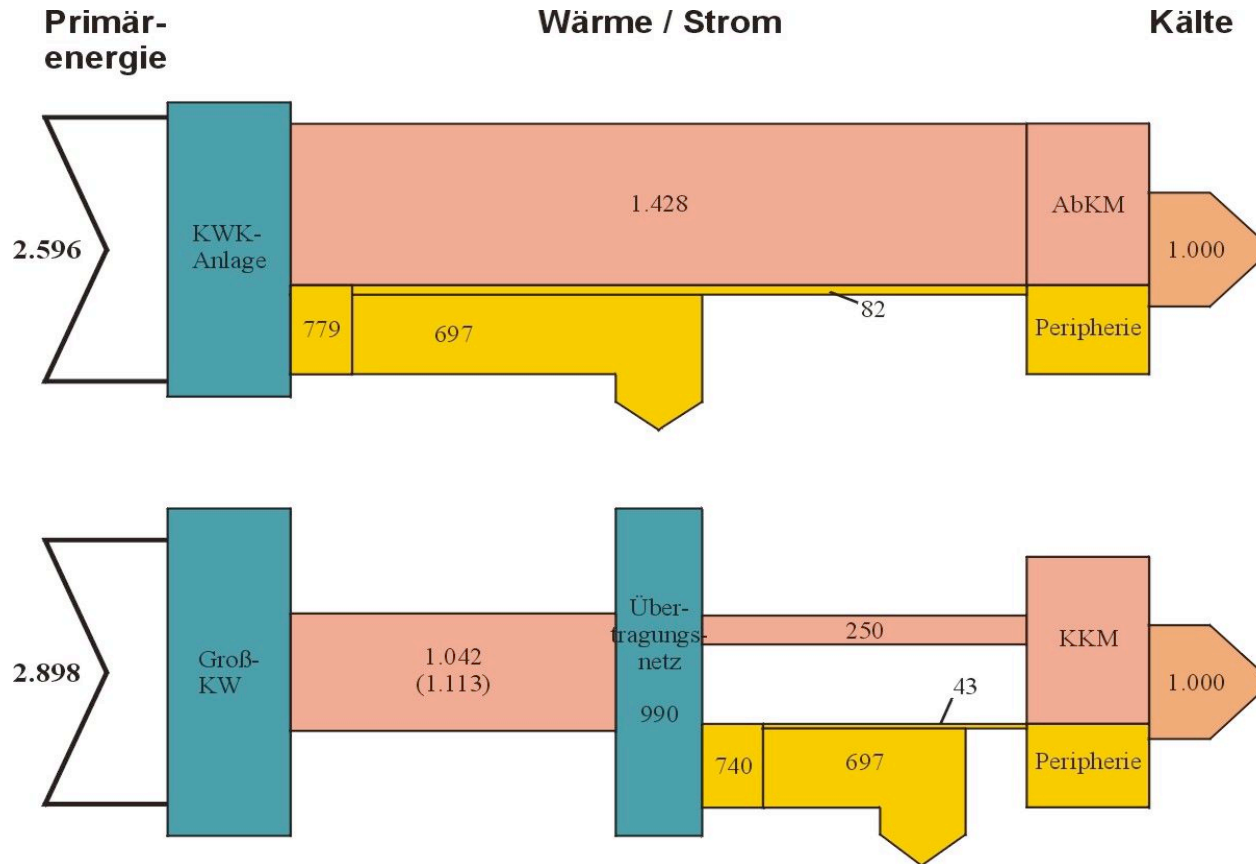 Primär-
energie
Wärme / Strom
Kälte
2.596
KWK-
Anlage
1.428
AbKM
1.000
779
697
82
Peripherie
2.898
Groß-
KW
1.042
(1.113)
Über-
tragungs-
netz
990
250
KKM
1.000
43
740
697
Peripherie